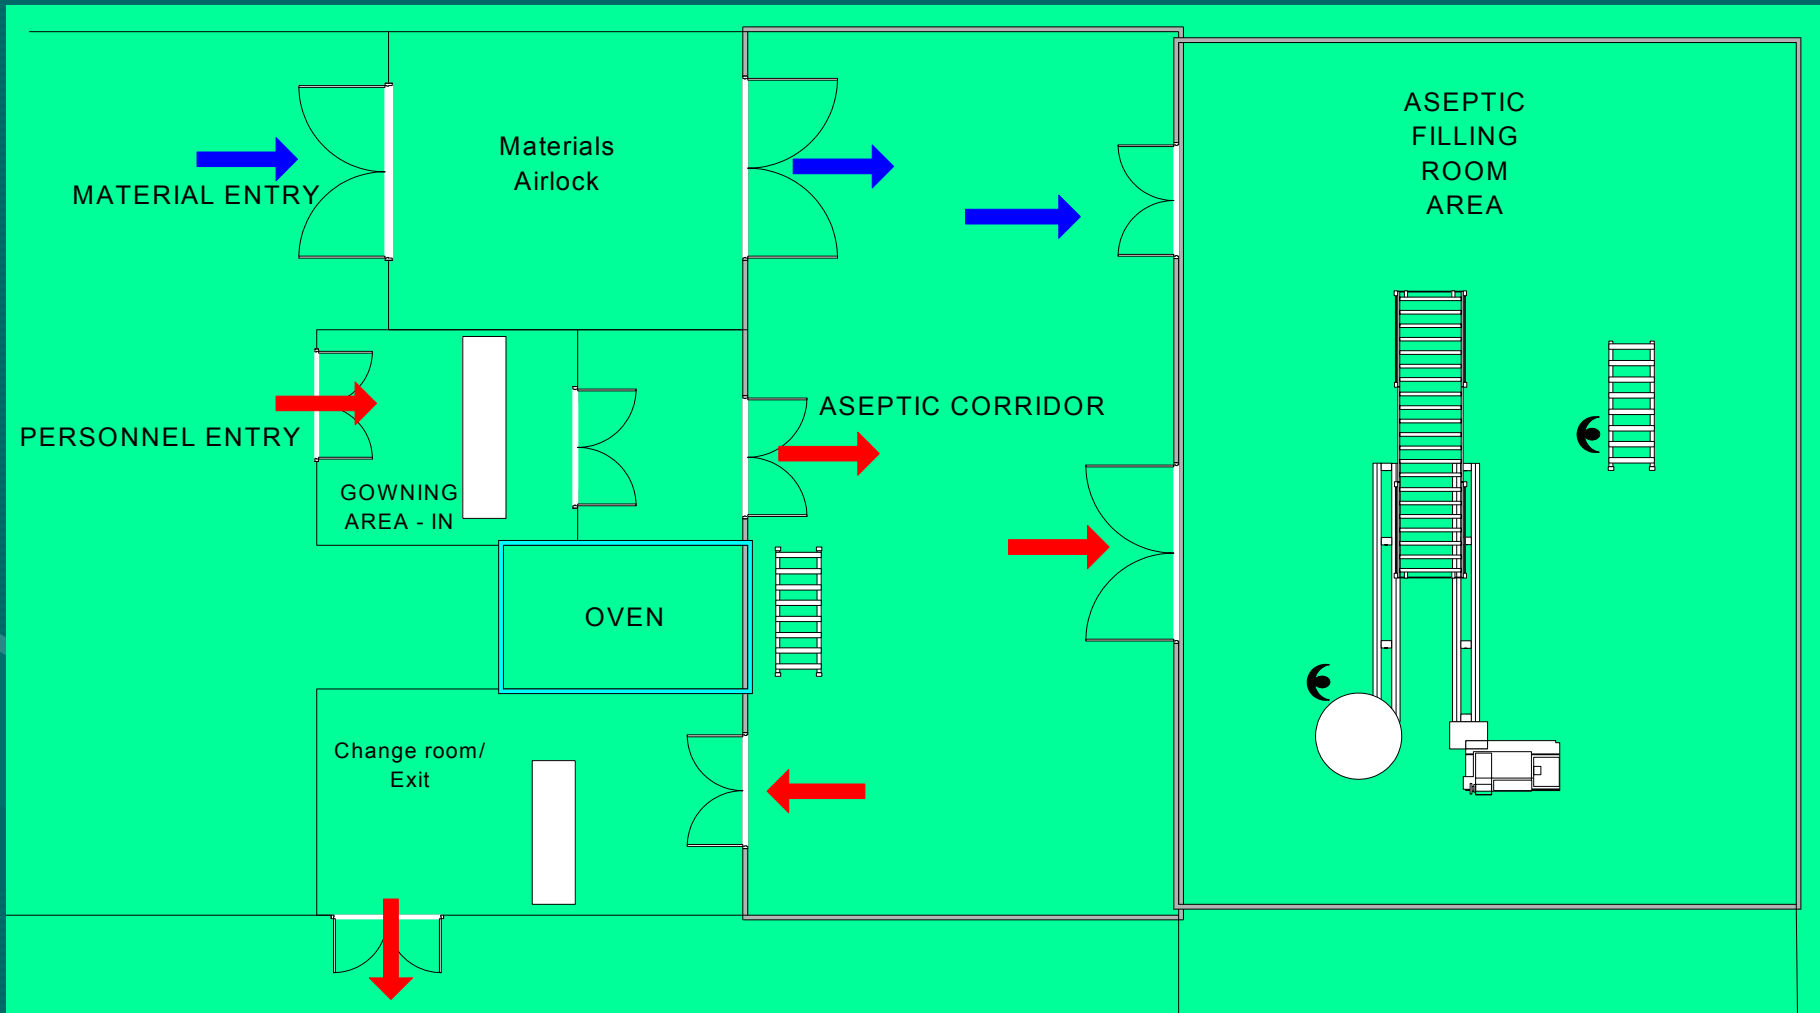 ASEPTIC
FILLING
ROOM
AREA
Materials
Airlock
MATERIAL ENTRY
ASEPTIC CORRIDOR
PERSONNEL ENTRY
GOWNING
AREA - IN
OVEN
Change room/
Exit